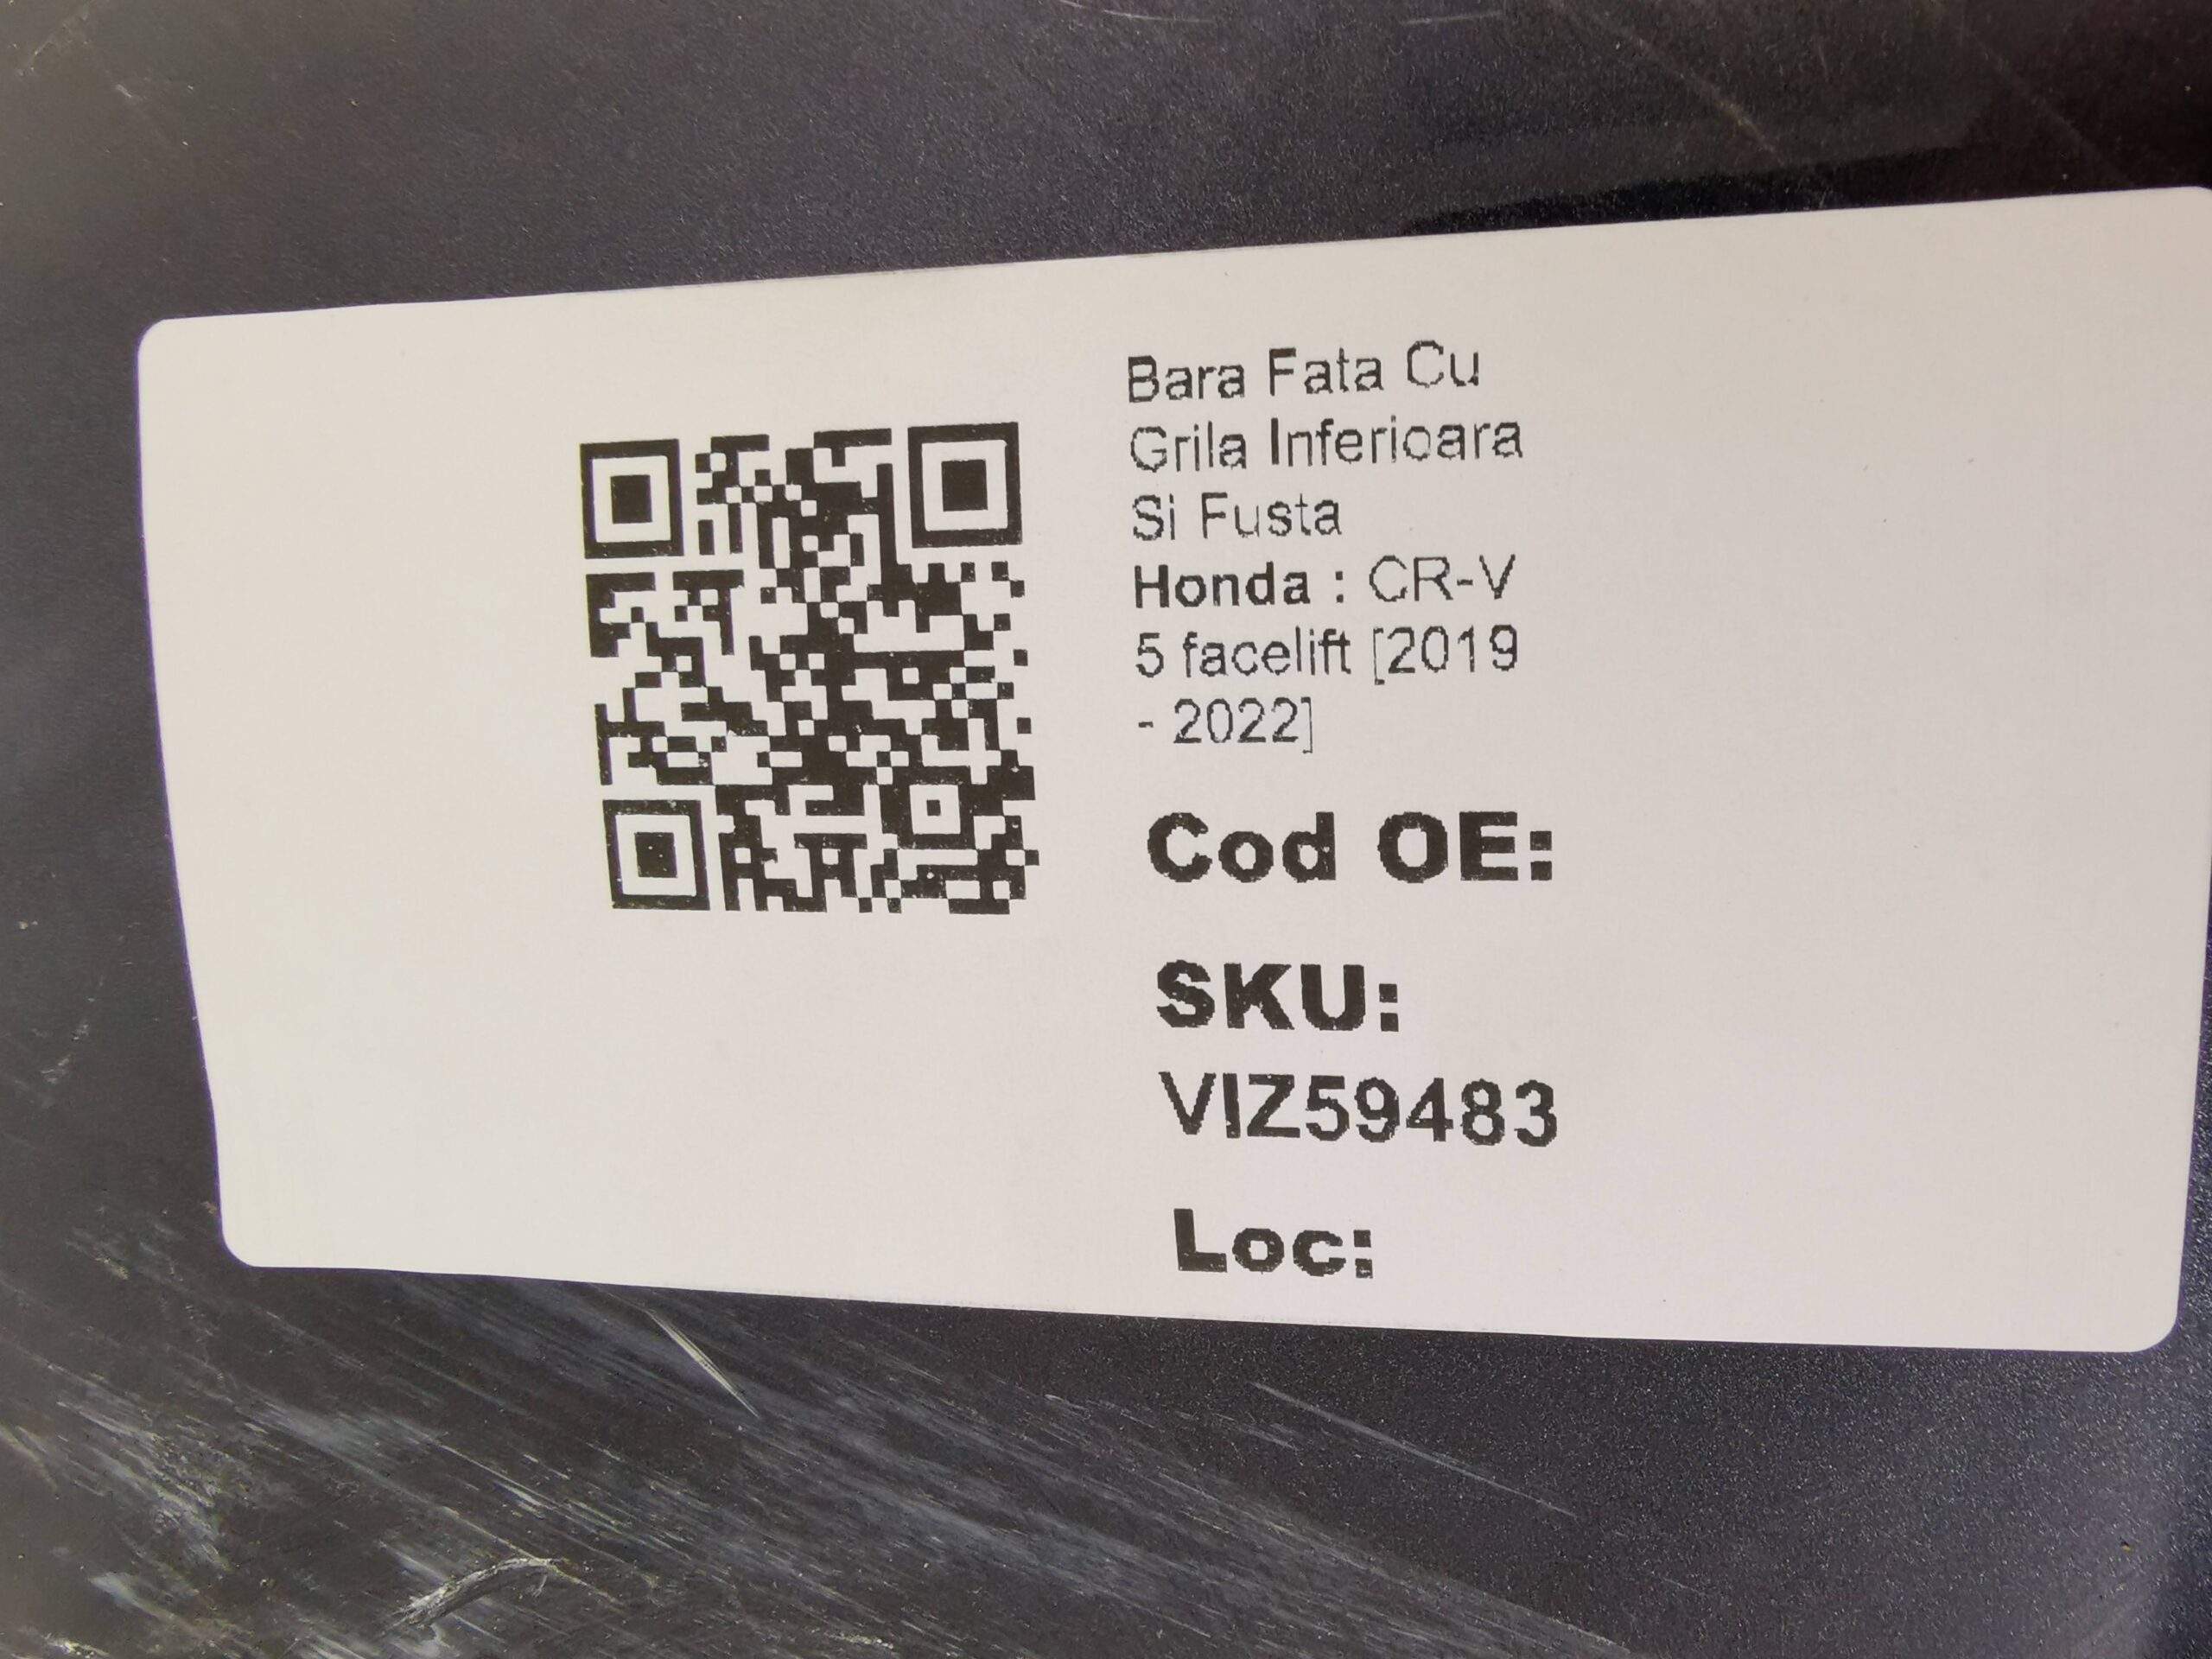 Bara Fata Cu
Grila Inferioara
Si Fusta
Honda : CR-V
5 facelift [2019
- 2022]
Cod OE:
SKU:
VIZ59483
Loc: